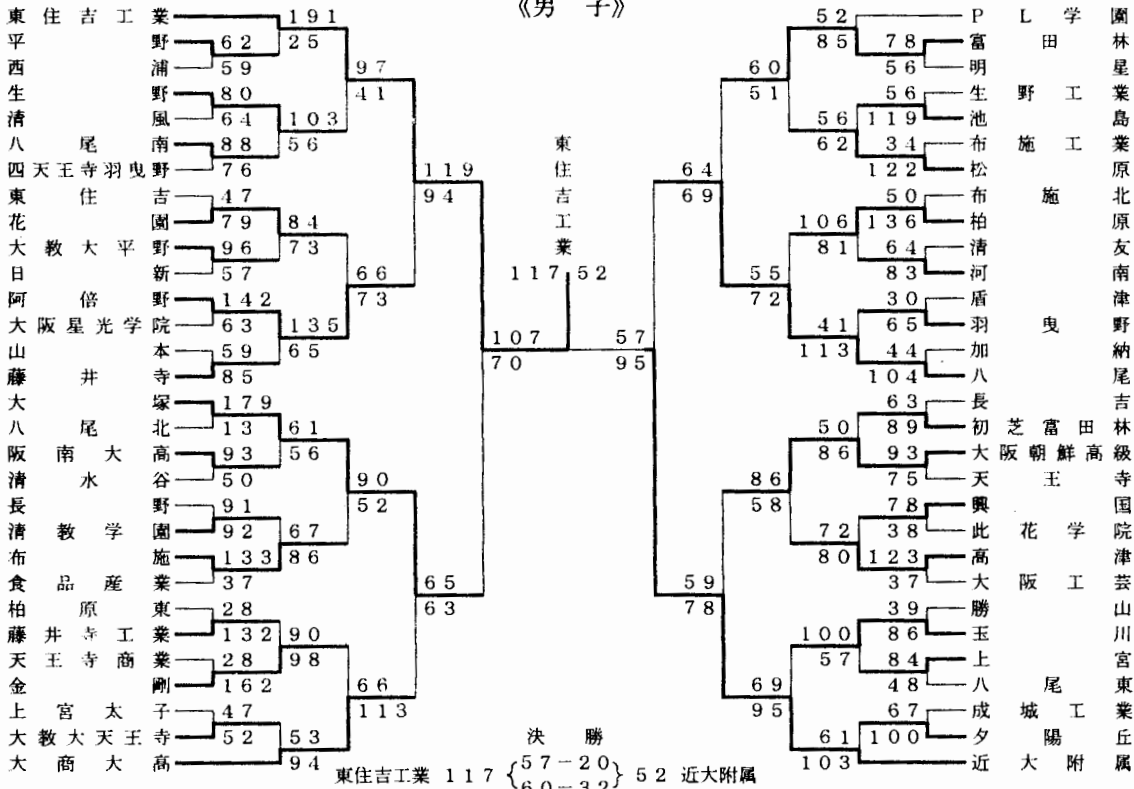 《男子》
東住吉工業 191 52 PL学園
平野 62 25 85 78 富田林
西浦 59 97 60 56 明星
生野 80 41 51 56 生野工業
清風 64 103 56 119 池島
八尾南 88 56 62 34 布施工業
四天王寺羽曳野 76 119 64 122 松原
東住吉 47 94 69 50 布施北
花園 79 84 106 136 柏原
大教大平野 96 73 81 64 清友
日新 57 66 55 83 河南
阿倍野 142 73 72 30 盾津
大阪星光学院 63 135 41 65 羽曳野
山本 59 65 107 57 113 44 加納
藤井寺 85 70 95 104 八尾
大塚 179 63 長吉
八尾北 13 61 50 89 初芝富田林
阪南大高 93 56 86 93 大阪朝鮮高級
清水谷 50 90 86 75 天王寺
長野 91 52 58 78 興国
清教学園 92 67 72 38 此花学院
布施 133 86 80 123 高津
食品産業 37 65 59 37 大阪工芸
柏原東 28 63 78 39 勝山
藤井寺工業 132 90 100 86 玉川
天王寺商業 28 98 57 84 上宮
金剛 162 66 69 48 八尾東
上宮太子 47 113 95 67 成城工業
大教大天王寺 52 53 61 100 夕陽丘
大商大高 94 103 近大附属
東住吉工業
117 52
決勝
東住吉工業 117 {57-20 60-32} 52 近大附属